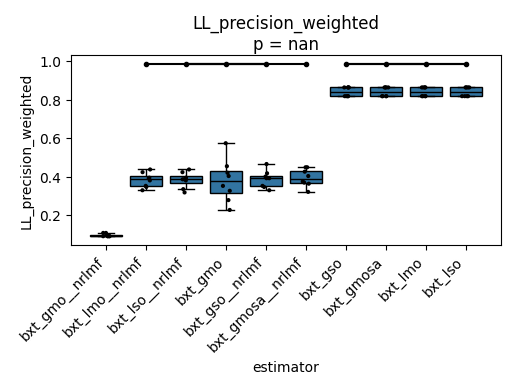 LL_precision_weighted
p = nan
LL_precision_weighted
1.0
0.8
0.6
0.4
0.2
bxt_gmo__nrlmf
bxt_lmo__nrlmf
bxt_lso__nrlmf
bxt_gmo
bxt_gso__nrlmf
bxt_gmosa__nrlmf
bxt_gso
bxt_gmosa
bxt_lmo
bxt_lso
estimator